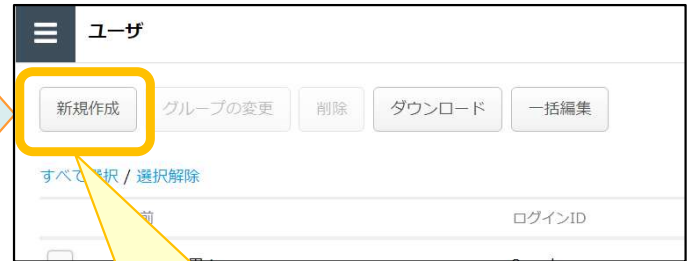 ユーザ
新規作成 グループの変更 削除 ダウンロード 一括編集
すべて選択 / 選択解除
前 ログインID